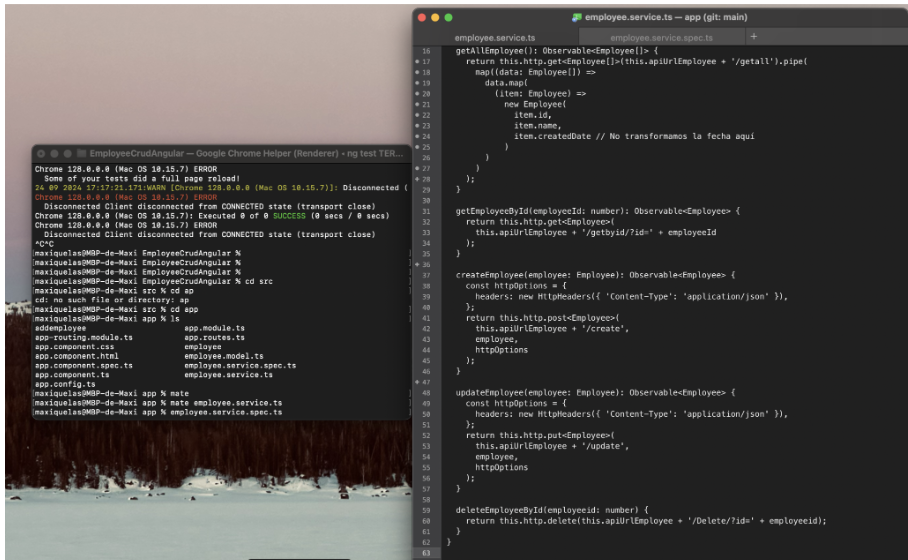 EmployeeCrudAngular — Google Chrome Helper (Renderer) • ng test TER...
Chrome 128.0.0.0 (Mac OS 10.15.7) ERROR
Some of your tests did a full page reload!
24 09 2024 17:17:21.171:WARN [Chrome 128.0.0.0 (Mac OS 10.15.7)]: Disconnected (
Chrome 128.0.0.0 (Mac OS 10.15.7) ERROR
Disconnected Client disconnected from CONNECTED state (transport close)
Chrome 128.0.0.0 (Mac OS 10.15.7): Executed 0 of 0 SUCCESS (0 secs / 0 secs)
Chrome 128.0.0.0 (Mac OS 10.15.7) ERROR
Disconnected Client disconnected from CONNECTED state (transport close)
^C^C
maxiquelas@MBP-de-Maxi EmployeeCrudAngular %
maxiquelas@MBP-de-Maxi EmployeeCrudAngular %
maxiquelas@MBP-de-Maxi EmployeeCrudAngular %
maxiquelas@MBP-de-Maxi EmployeeCrudAngular % cd src
maxiquelas@MBP-de-Maxi src % cd ap
cd: no such file or directory: ap
maxiquelas@MBP-de-Maxi src % cd app
maxiquelas@MBP-de-Maxi app % ls
addemployee app.module.ts
app-routing.module.ts app.routes.ts
app.component.css employee
app.component.html employee.model.ts
app.component.spec.ts employee.service.spec.ts
app.component.ts employee.service.ts
app.config.ts
maxiquelas@MBP-de-Maxi app % mate
maxiquelas@MBP-de-Maxi app % mate employee.service.ts
maxiquelas@MBP-de-Maxi app % employee.service.spec.ts
employee.service.ts — app (git: main)
employee.service.ts employee.service.spec.ts +
16 getAllEmployee(): Observable<Employee[]> {
17 return this.http.get<Employee[]>(this.apiUrlEmployee + '/getall').pipe(
18 map((data: Employee[]) =>
19 data.map(
20 (item: Employee) =>
21 new Employee(
22 item.id,
23 item.name,
24 item.createdDate // No transformamos la fecha aquí
25 )
26 )
27 )
28 );
29 }
30
31 getEmployeeById(employeeId: number): Observable<Employee> {
32 return this.http.get<Employee>(
33 this.apiUrlEmployee + '/getbyid/?id=' + employeeId
34 );
35 }
36
37 createEmployee(employee: Employee): Observable<Employee> {
38 const httpOptions = {
39 headers: new HttpHeaders({ 'Content-Type': 'application/json' }),
40 };
41 return this.http.post<Employee>(
42 this.apiUrlEmployee + '/create',
43 employee,
44 httpOptions
45 );
46 }
47
48 updateEmployee(employee: Employee): Observable<Employee> {
49 const httpOptions = {
50 headers: new HttpHeaders({ 'Content-Type': 'application/json' }),
51 };
52 return this.http.put<Employee>(
53 this.apiUrlEmployee + '/update',
54 employee,
55 httpOptions
56 );
57 }
58
59 deleteEmployeeById(employeeid: number) {
60 return this.http.delete(this.apiUrlEmployee + '/Delete/?id=' + employeeid);
61 }
62 }
63